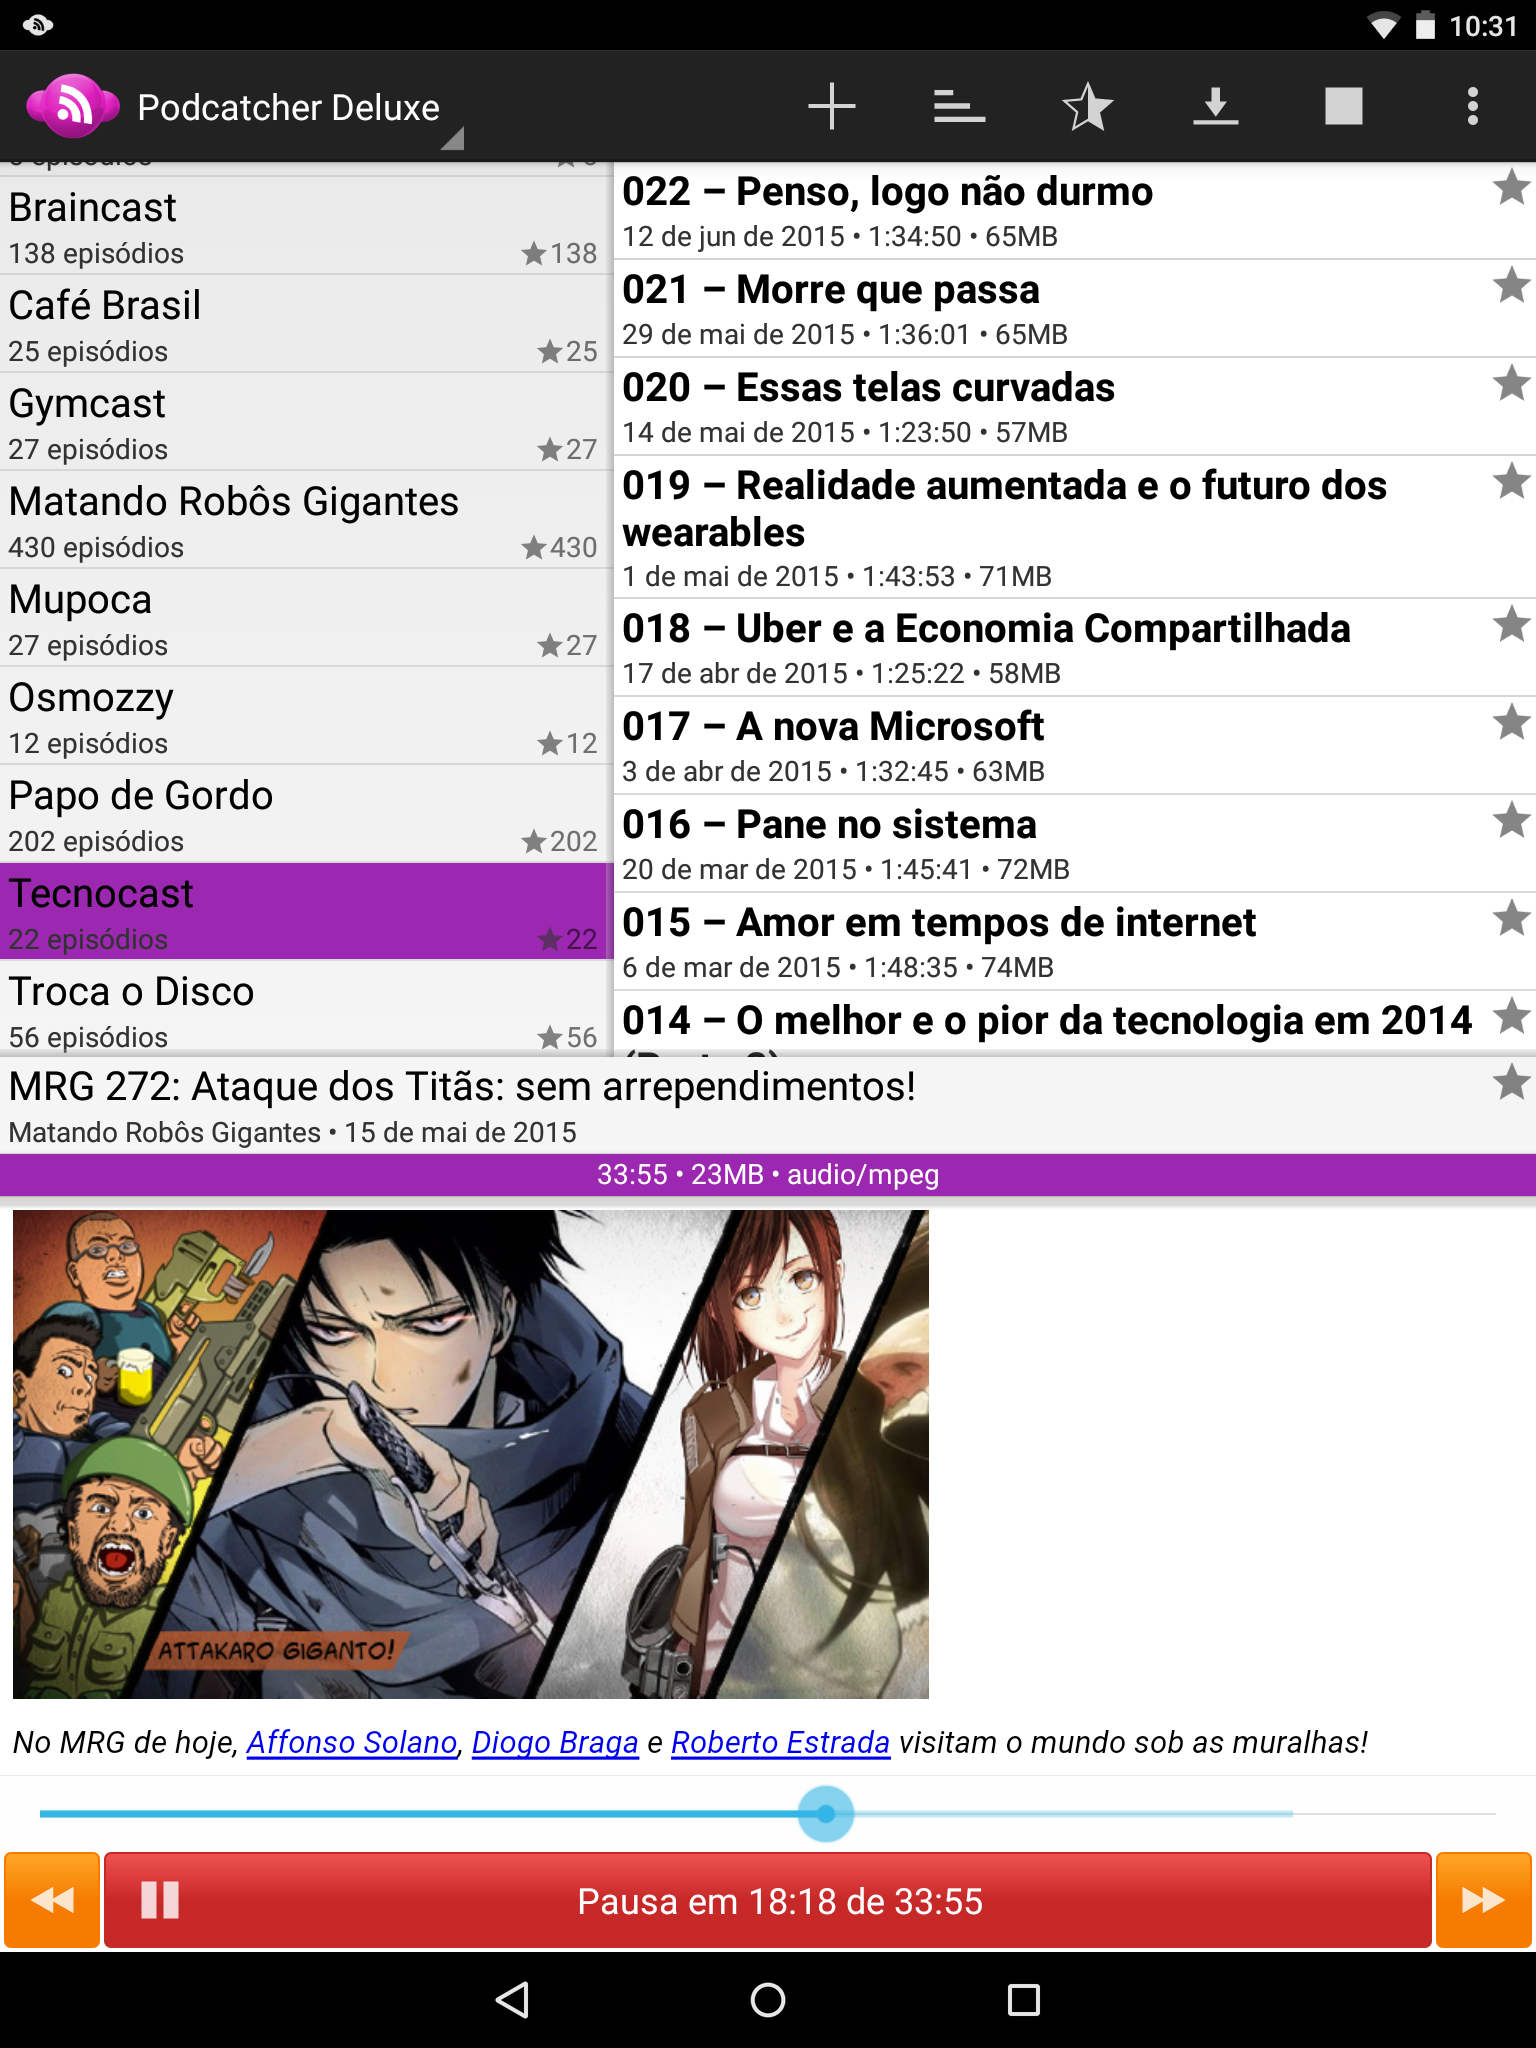 10:31
Podcatcher Deluxe
Braincast
138 episódios
★138
Café Brasil
25 episódios
★25
Gymcast
27 episódios
★27
Matando Robôs Gigantes
430 episódios
★430
Mupoca
27 episódios
★27
Osmozzy
12 episódios
★12
Papo de Gordo
202 episódios
★202
Tecnocast
22 episódios
★22
Troca o Disco
56 episódios
★56
022 – Penso, logo não durmo
12 de jun de 2015 • 1:34:50 • 65MB
021 – Morre que passa
29 de mai de 2015 • 1:36:01 • 65MB
020 – Essas telas curvadas
14 de mai de 2015 • 1:23:50 • 57MB
019 – Realidade aumentada e o futuro dos
wearables
1 de mai de 2015 • 1:43:53 • 71MB
018 – Uber e a Economia Compartilhada
17 de abr de 2015 • 1:25:22 • 58MB
017 – A nova Microsoft
3 de abr de 2015 • 1:32:45 • 63MB
016 – Pane no sistema
20 de mar de 2015 • 1:45:41 • 72MB
015 – Amor em tempos de internet
6 de mar de 2015 • 1:48:35 • 74MB
014 – O melhor e o pior da tecnologia em 2014
MRG 272: Ataque dos Titãs: sem arrependimentos!
Matando Robôs Gigantes • 15 de mai de 2015
33:55 • 23MB • audio/mpeg
ATTAKARO GIGANTO!
No MRG de hoje, Affonso Solano, Diogo Braga e Roberto Estrada visitam o mundo sob as muralhas!
Pausa em 18:18 de 33:55